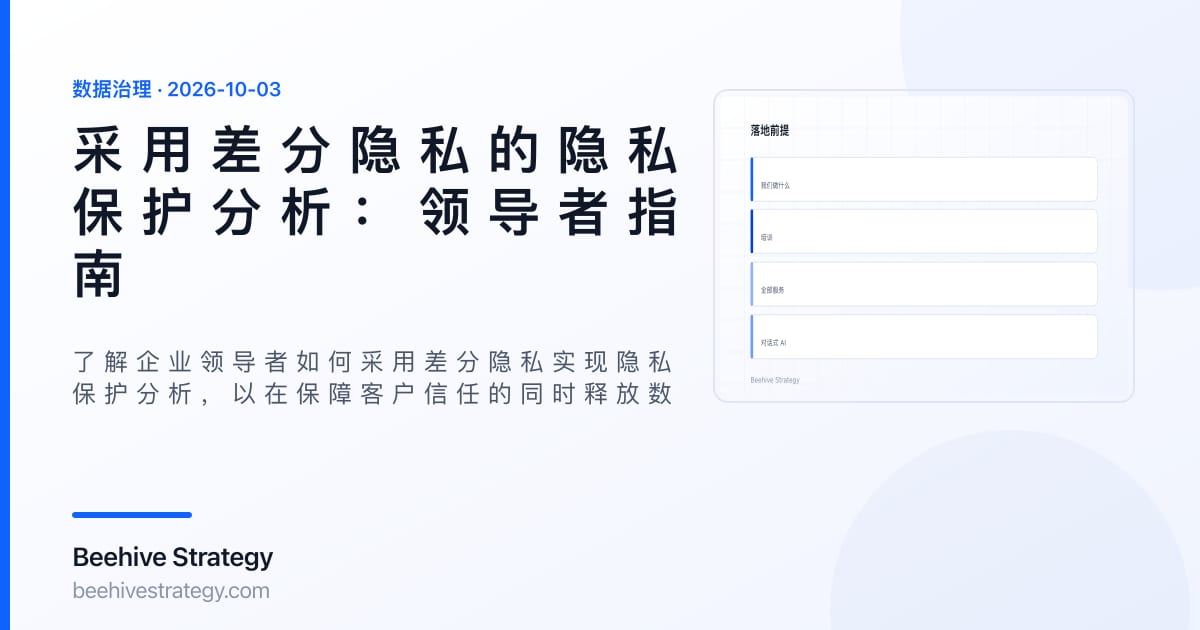 数据治理 · 2026-10-03
采用差分隐私的隐私
保护分析：领导者指
南
了解企业领导者如何采用差分隐私实现隐私
保护分析，以在保障客户信任的同时释放数
Beehive Strategy
beehivestrategy.com
落地前提
我们做什么
培训
全部服务
对话式 AI
Beehive Strategy